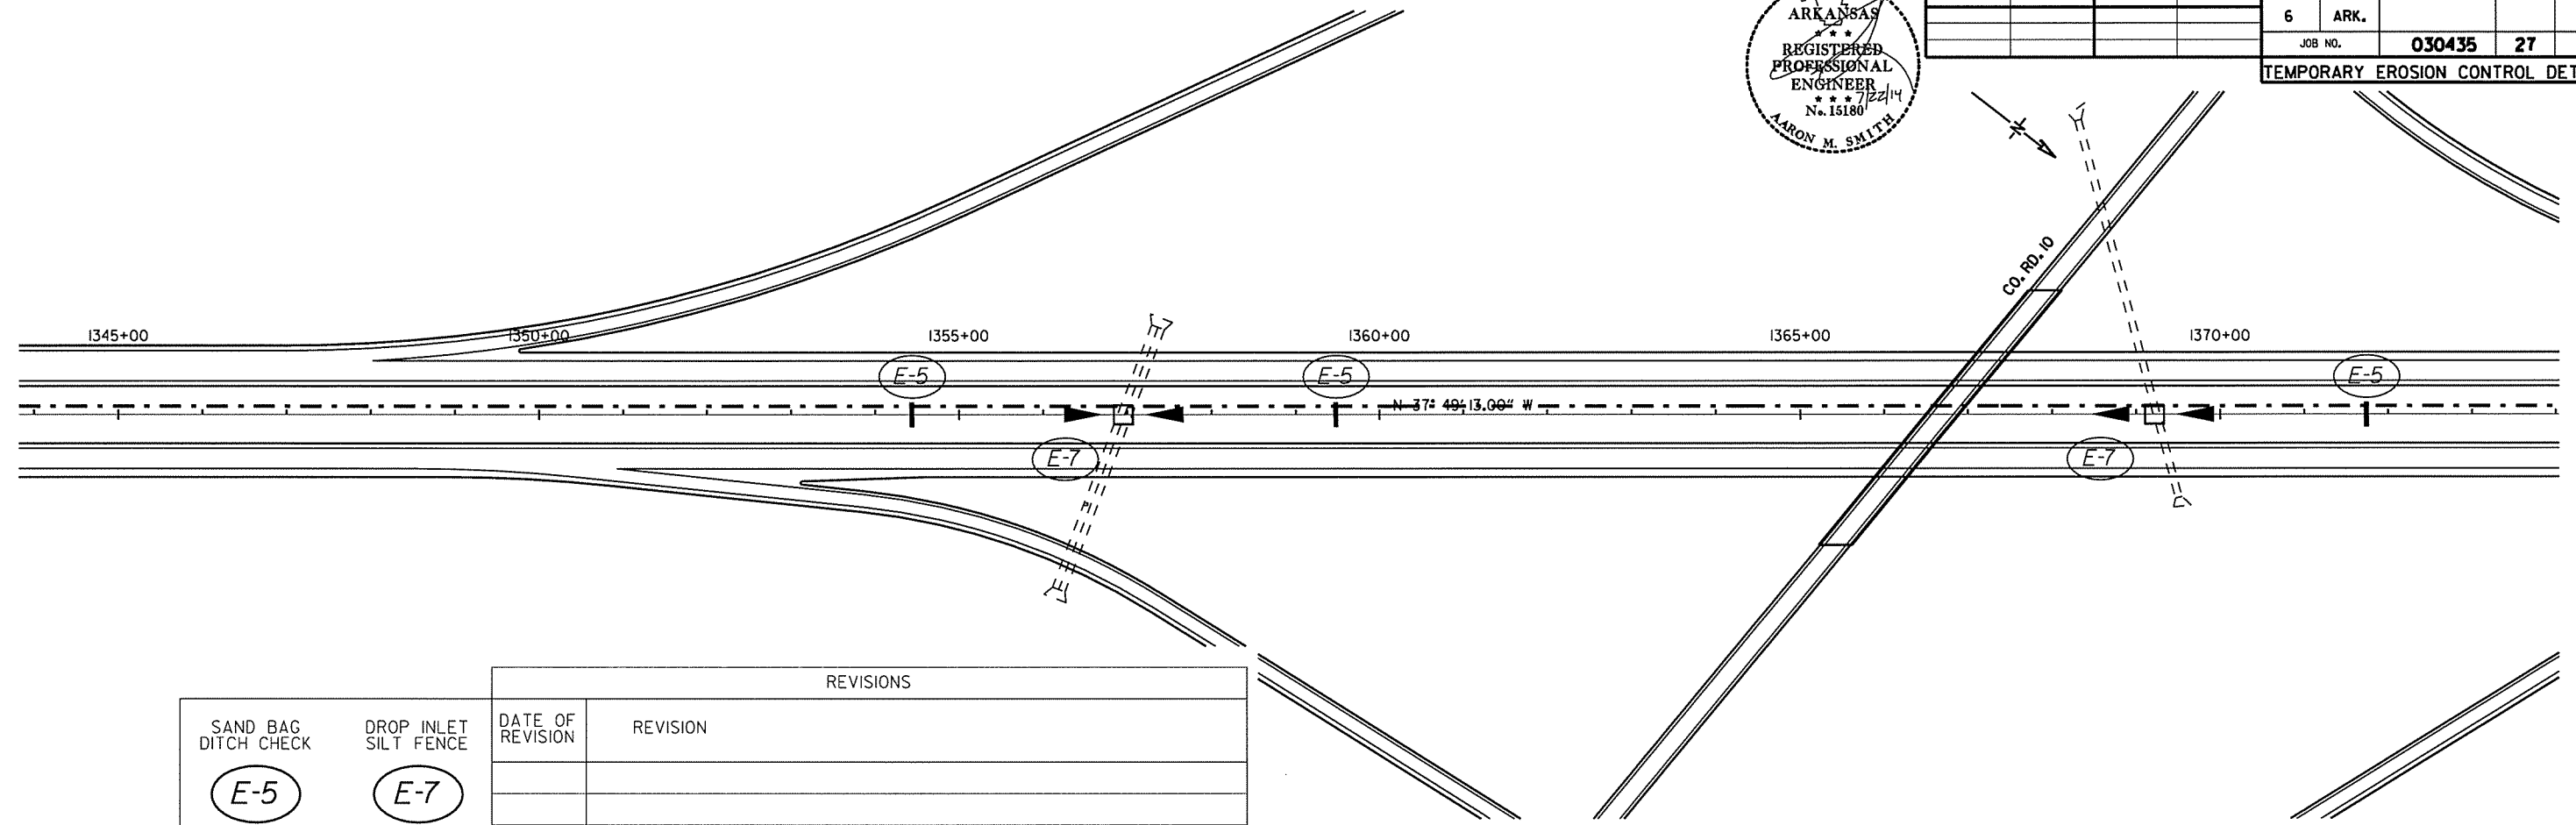 ARKANSAS
★ ★ ★
REGISTERED
PROFESSIONAL
ENGINEER
★ ★ ★ 7/22/14
No. 15180
AARON M. SMITH
6 ARK.
JOB NO. 030435 27
TEMPORARY EROSION CONTROL DET
N
CO. RD. 10
1345+00 1350+00 1355+00 1360+00 1365+00 1370+00
E-5 E-5 E-5
N 37° 49'13.00" W
E-7 E-7
REVISIONS
SAND BAG
DITCH CHECK
DROP INLET
SILT FENCE
DATE OF
REVISION
REVISION
E-5 E-7